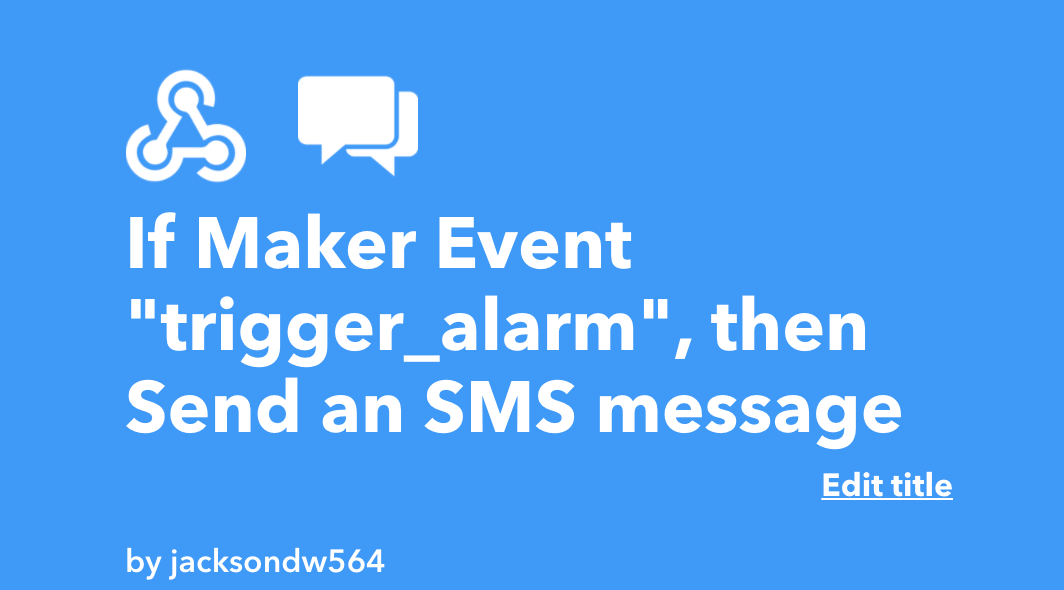 If Maker Event
"trigger_alarm", then
Send an SMS message
Edit title
by jacksondw564